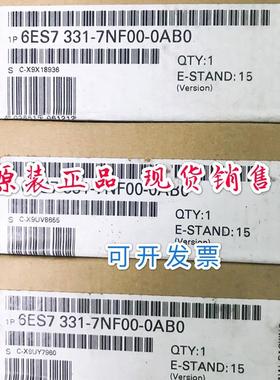 1P 6ES7 331-7NF00-0AB0
S C-X9X18936
QTY:1
E-STAND: 15
(Version)
原装 正品 现货 销售
331-7NF00-0AB0
S C-X9UV8665
QTY:1
E-STAND: 15
(Version)
可开发票
1P 6ES7 331-7NF00-0AB0
S C-X9UY7980
QTY:1
E-STAND: 15
(Version)